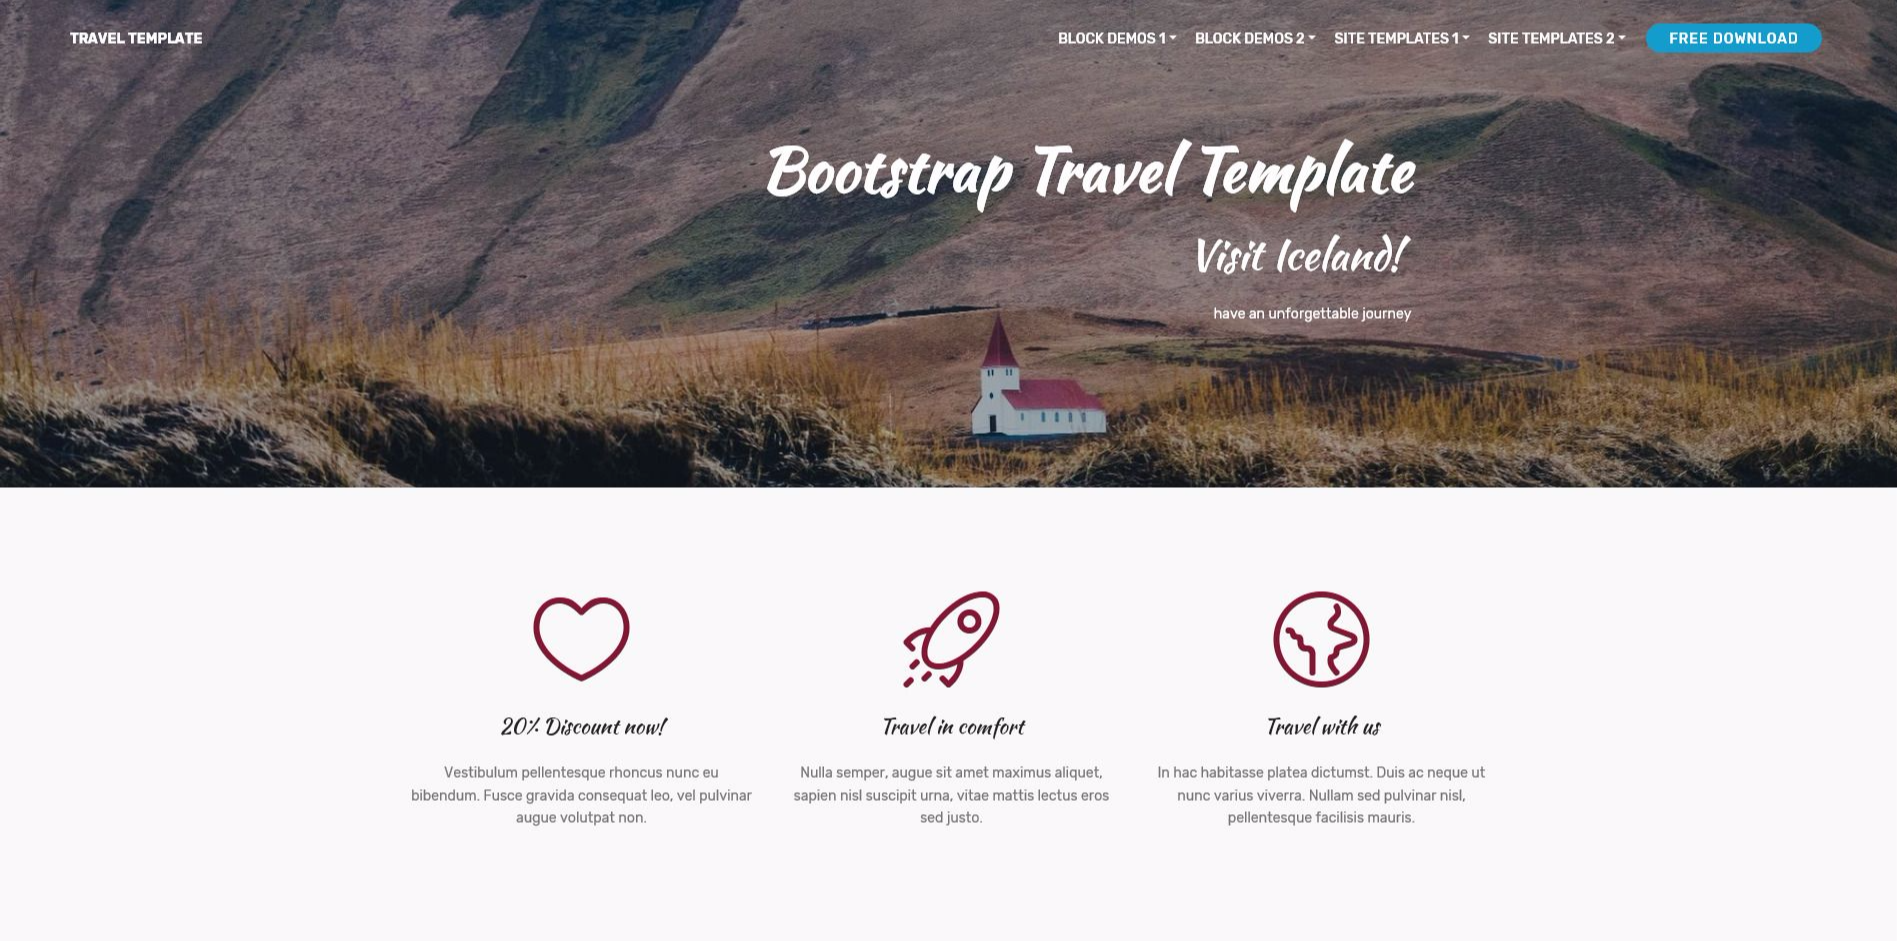 TRAVEL TEMPLATE
BLOCK DEMOS 1
BLOCK DEMOS 2
SITE TEMPLATES 1
SITE TEMPLATES 2
FREE DOWNLOAD
Bootstrap Travel Template
Visit Iceland!
have an unforgettable journey
20% Discount now!
Vestibulum pellentesque rhoncus nunc eu
bibendum. Fusce gravida consequat leo, vel pulvinar
augue volutpat non.
Travel in comfort
Nulla semper, augue sit amet maximus aliquet,
sapien nisl suscipit urna, vitae mattis lectus eros
sed justo.
Travel with us
In hac habitasse platea dictumst. Duis ac neque ut
nunc varius viverra. Nullam sed pulvinar nisl,
pellentesque facilisis mauris.